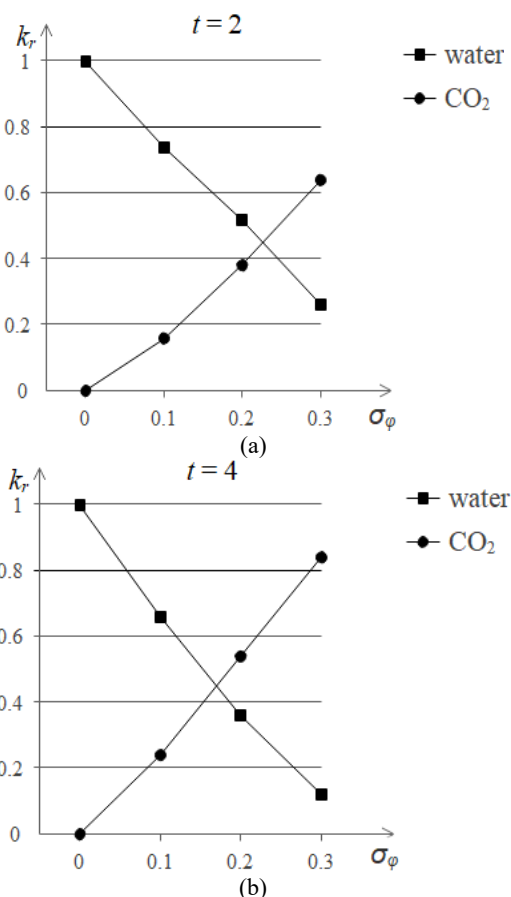 t = 2
k_r
1
0.8
0.6
0.4
0.2
0
0 0.1 0.2 0.3
σ_φ
water
CO₂
(a)
t = 4
k_r
1
0.8
0.6
0.4
0.2
0
0 0.1 0.2 0.3
σ_φ
water
CO₂
(b)